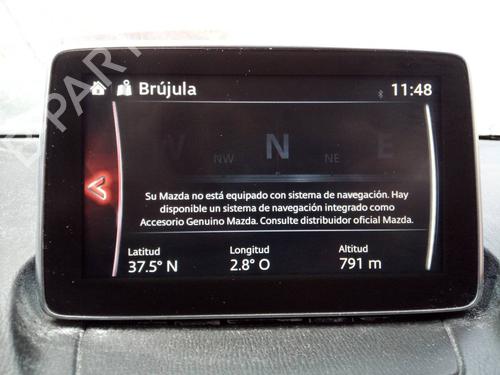 Brújula 11:48
W NW N NE E
Su Mazda no está equipado con sistema de navegación. Hay
disponible un sistema de navegación integrado como
Accesorio Genuino Mazda. Consulte distribuidor oficial Mazda.
Latitud Longitud Altitud
37.5° N 2.8° O 791 m